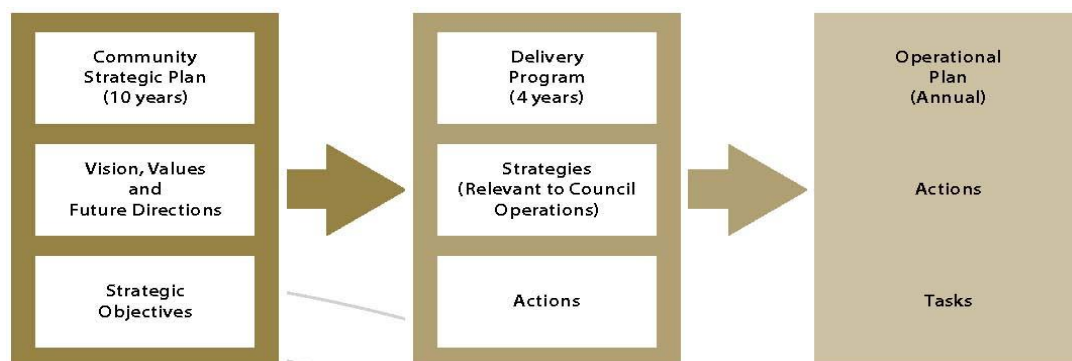 Community
Strategic Plan
(10 years)
Vision, Values
and
Future Directions
Strategic
Objectives
Delivery
Program
(4 years)
Strategies
(Relevant to Council
Operations)
Actions
Operational
Plan
(Annual)
Actions
Tasks